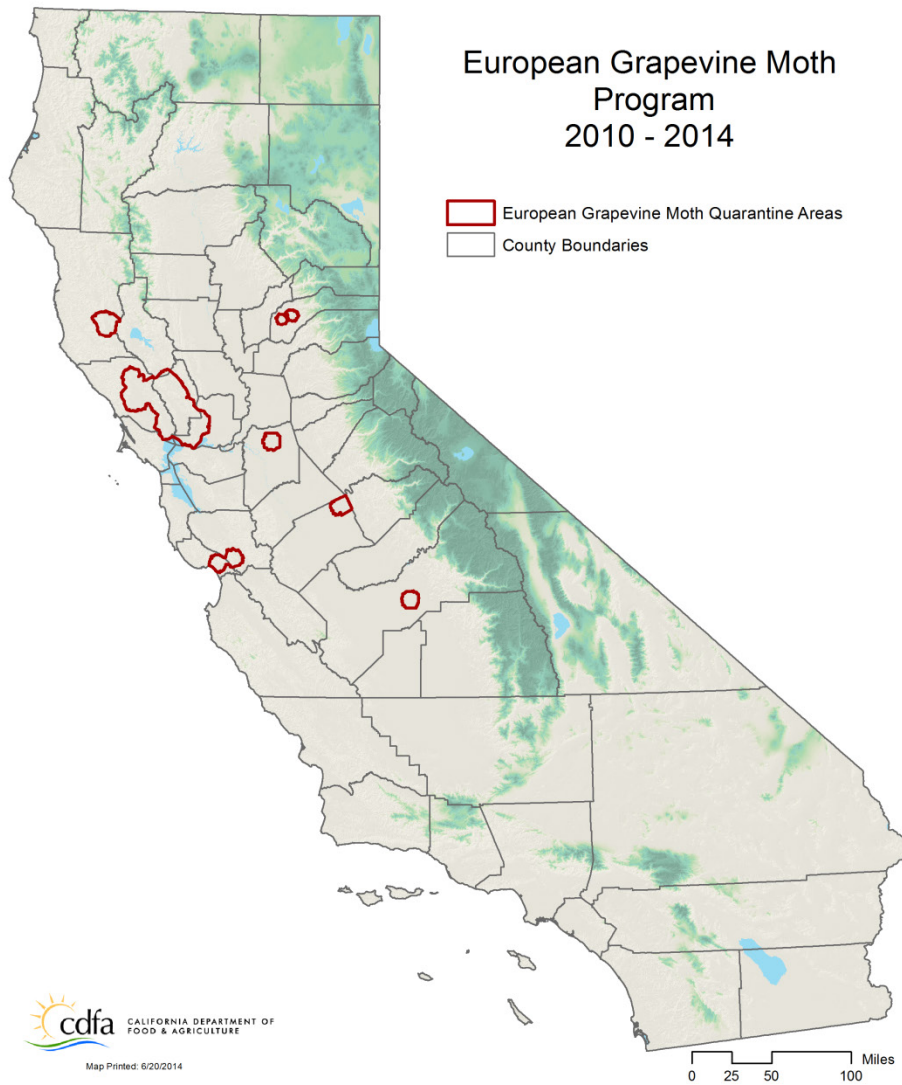 European Grapevine Moth
Program
2010 - 2014
European Grapevine Moth Quarantine Areas
County Boundaries
cdfa
CALIFORNIA DEPARTMENT OF
FOOD & AGRICULTURE
Map Printed: 6/20/2014
Miles
0 25 50 100